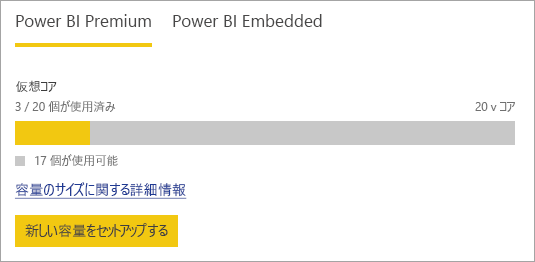 Power BI Premium Power BI Embedded
仮想コア
3 / 20 個が使用済み 20 v コア
17 個が使用可能
容量のサイズに関する詳細情報
新しい容量をセットアップする